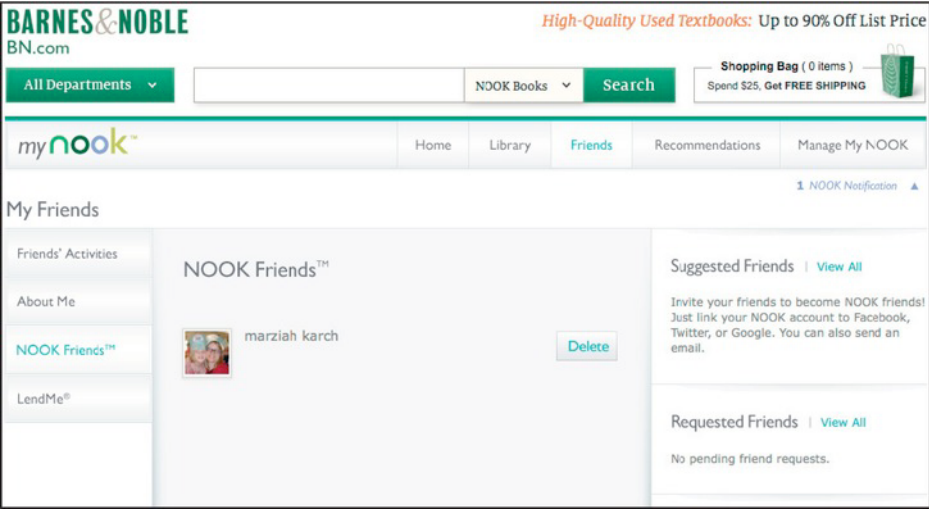 BARNES&NOBLE
BN.com
High-Quality Used Textbooks: Up to 90% Off List Price
All Departments
NOOK Books
Search
Shopping Bag ( 0 items )
Spend $25, Get FREE SHIPPING
my nook™
Home
Library
Friends
Recommendations
Manage My NOOK
1 NOOK Notification
My Friends
Friends' Activities
About Me
NOOK Friends™
LendMe®
NOOK Friends™
marziah karch
Delete
Suggested Friends | View All
Invite your friends to become NOOK friends!
Just link your NOOK account to Facebook,
Twitter, or Google. You can also send an
email.
Requested Friends | View All
No pending friend requests.